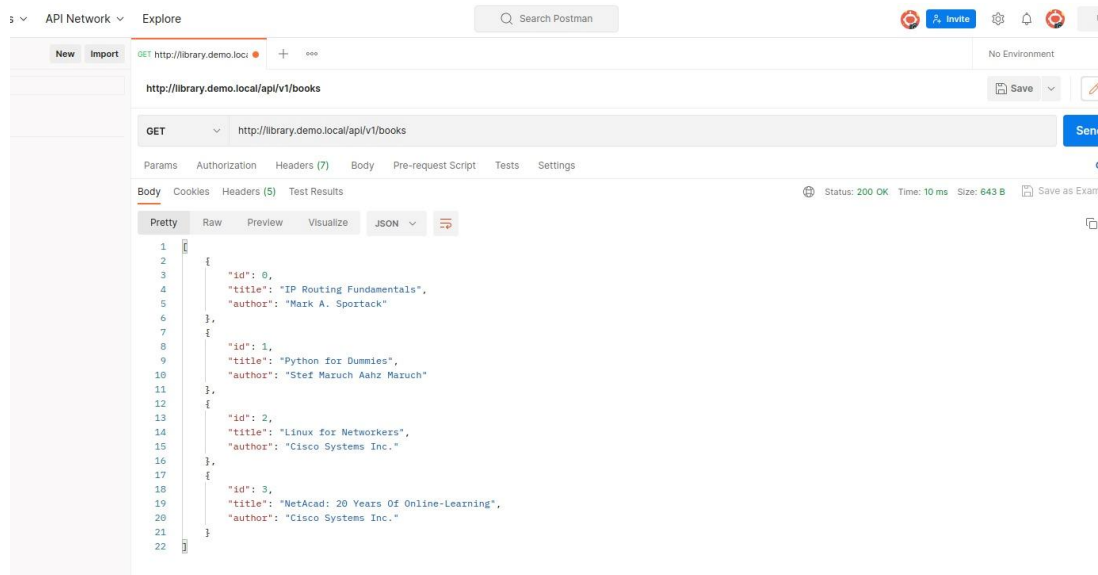 API Network Explore Search Postman Invite
New Import GET http://library.demo.loc No Environment
http://library.demo.local/api/v1/books Save
GET http://library.demo.local/api/v1/books Send
Params Authorization Headers (7) Body Pre-request Script Tests Settings
Body Cookies Headers (5) Test Results Status: 200 OK Time: 10 ms Size: 643 B Save as Exam
Pretty Raw Preview Visualize JSON
1 [
2 {
3 "id": 0,
4 "title": "IP Routing Fundamentals",
5 "author": "Mark A. Sportack"
6 },
7 {
8 "id": 1,
9 "title": "Python for Dummies",
10 "author": "Stef Maruch Aahz Maruch"
11 },
12 {
13 "id": 2,
14 "title": "Linux for Networkers",
15 "author": "Cisco Systems Inc."
16 },
17 {
18 "id": 3,
19 "title": "NetAcad: 20 Years Of Online-Learning",
20 "author": "Cisco Systems Inc."
21 }
22 ]